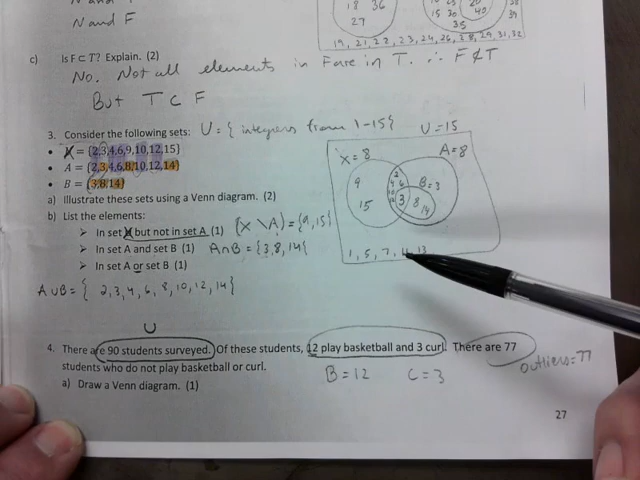 N and F
18 36
27
20
15 30 40
35
38
39
19, 21, 22, 23, 24, 26, 28, 29, 31, 32
c) Is F ⊂ T? Explain. (2)
No. Not all elements in F are in T. ∴ F ⊄ T
But T ⊂ F
3. Consider the following sets: U = { integers from 1-15} U=15
• X = {2,3,4,6,9,10,12,15}
• A = {2,3,4,6,8,10,12,14}
• B = {3,8,14}
a) Illustrate these sets using a Venn diagram. (2)
X = 8 A = 8
9 2 4 6 10 12 B = 3
15 3 8 14
1, 5, 7, 11, 13
b) List the elements:
➢ In set X but not in set A (1) (X \ A) = {9, 15}
➢ In set A and set B (1) A∩B = {3, 8, 14{
➢ In set A or set B (1)
A∪B = { 2, 3, 4, 6, 8, 10, 12, 14}
U
4. There are 90 students surveyed. Of these students, 12 play basketball and 3 curl. There are 77
students who do not play basketball or curl.
outliers=77
B = 12 C = 3
a) Draw a Venn diagram. (1)
27